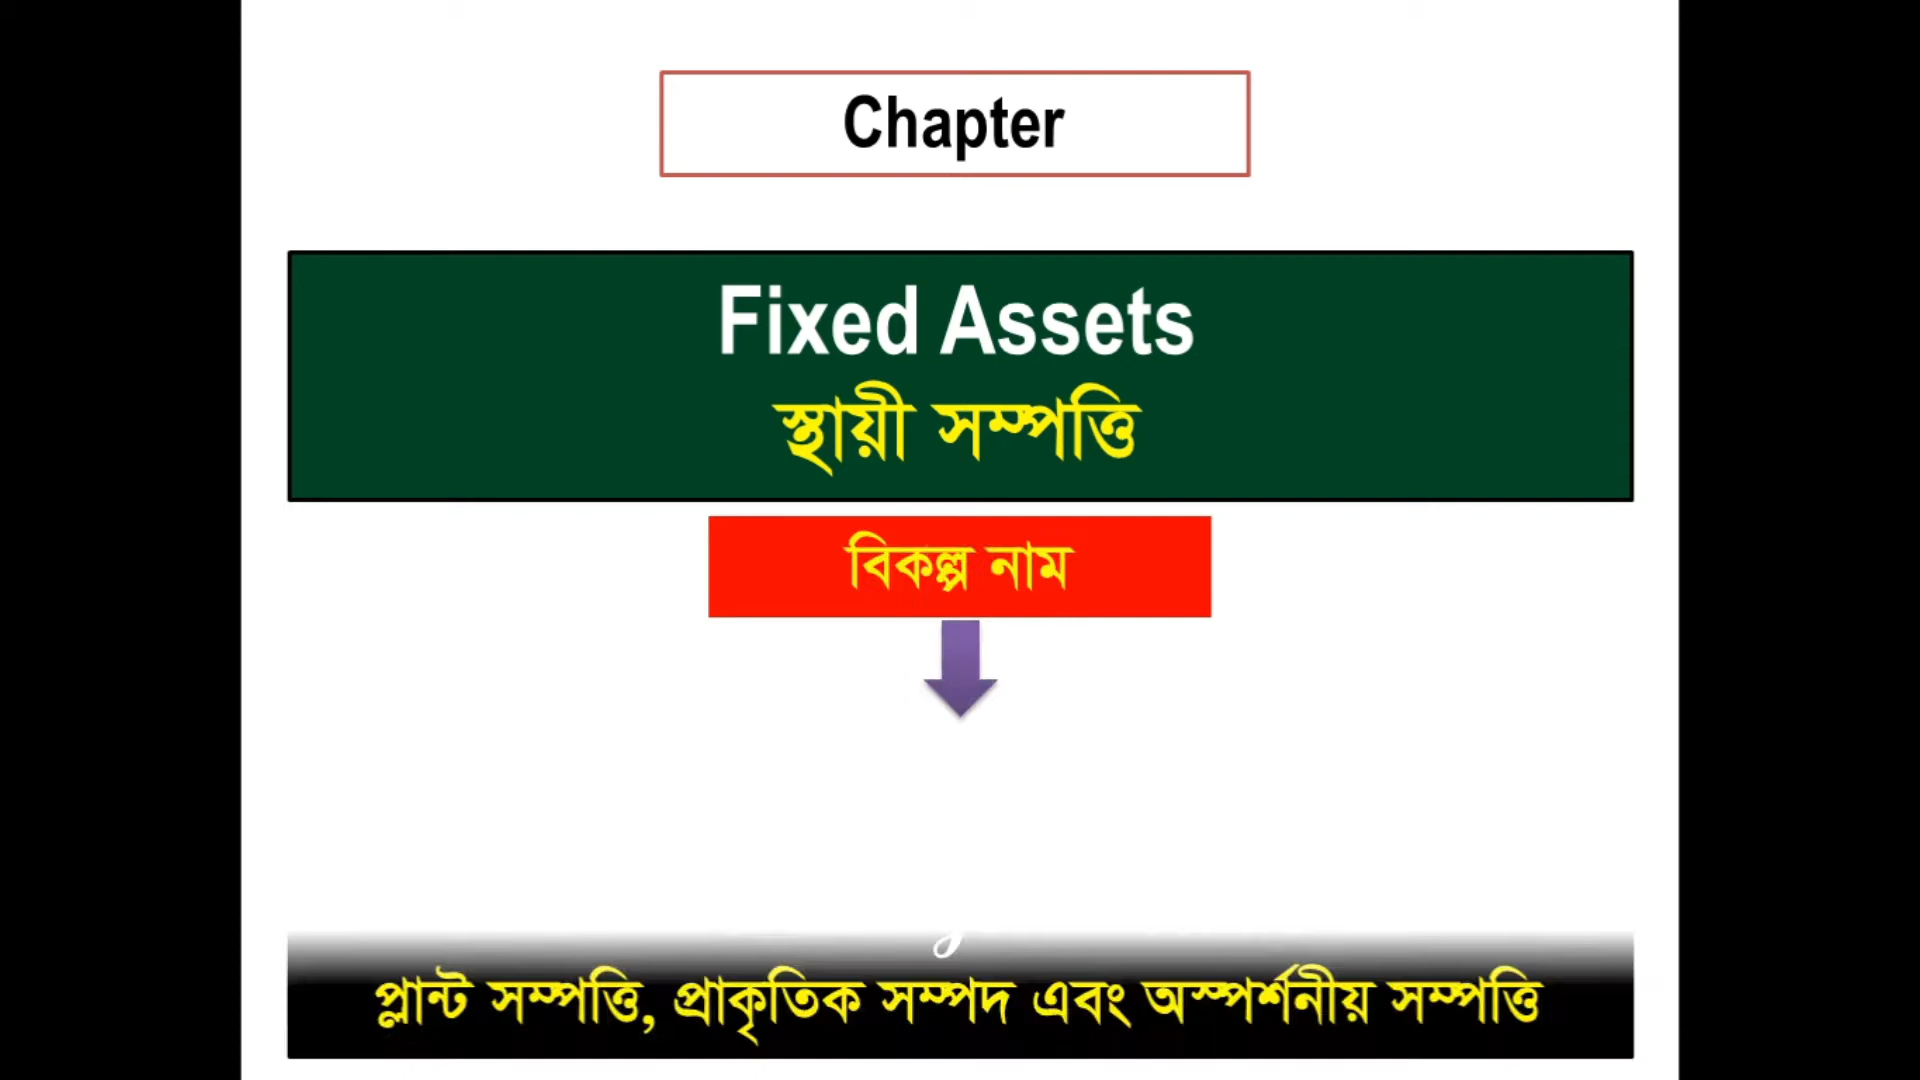 Chapter
Fixed Assets
স্থায়ী সম্পত্তি
বিকল্প নাম
প্লান্ট সম্পত্তি, প্রাকৃতিক সম্পদ এবং অস্পর্শনীয় সম্পত্তি